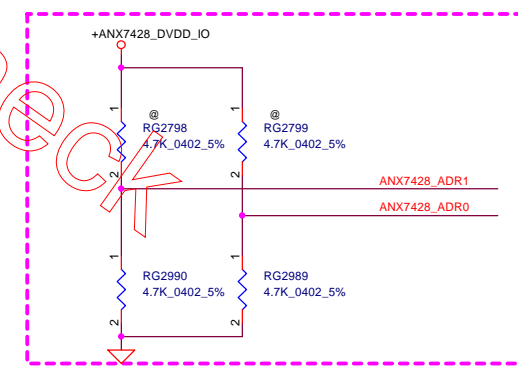 +ANX7428_DVDD_IO
1
1
@
@
RG2798
RG2799
4.7K_0402_5%
4.7K_0402_5%
2
2
ANX7428_ADR1
ANX7428_ADR0
1
1
RG2990
RG2989
4.7K_0402_5%
4.7K_0402_5%
2
2